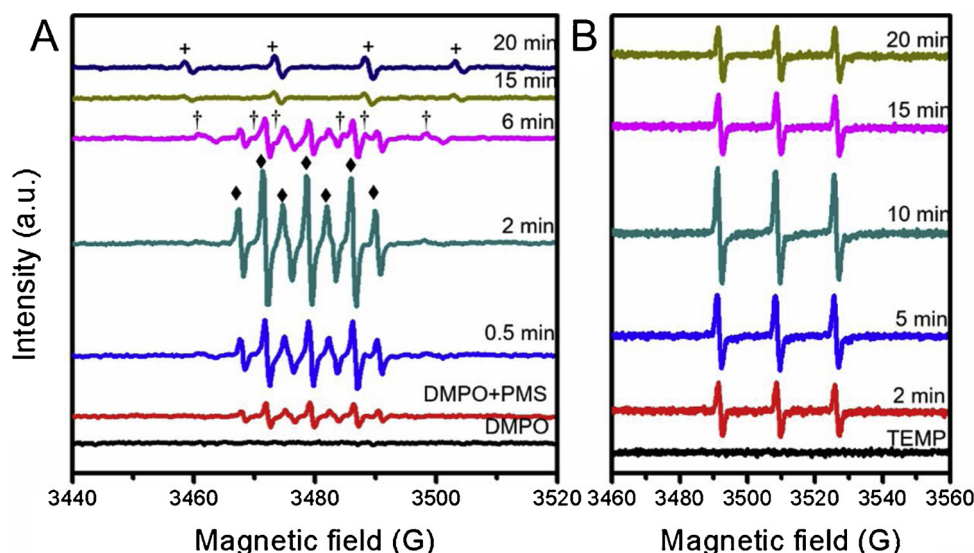 A
+ + + +
20 min
15 min
† † † † † †
6 min
♦ ♦ ♦ ♦ ♦ ♦ ♦
2 min
0.5 min
DMPO+PMS
DMPO
3440 3460 3480 3500 3520
Magnetic field (G)
Intensity (a.u.)
B
20 min
15 min
10 min
5 min
2 min
TEMP
3460 3480 3500 3520 3540 3560
Magnetic field (G)